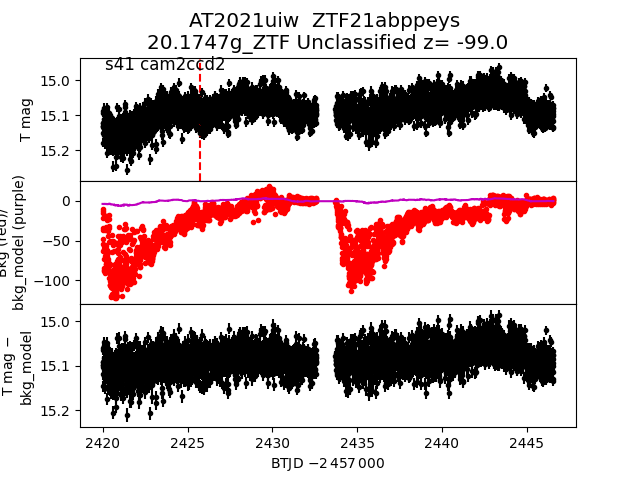 AT2021uiw  ZTF21abppeys
20.1747g_ZTF Unclassified z= -99.0
s41 cam2ccd2
T mag
15.0
15.1
15.2
Bkg (red)/
bkg_model (purple)
0
−50
−100
T mag −
bkg_model
15.0
15.1
15.2
2420 2425 2430 2435 2440 2445
BTJD −2 457 000